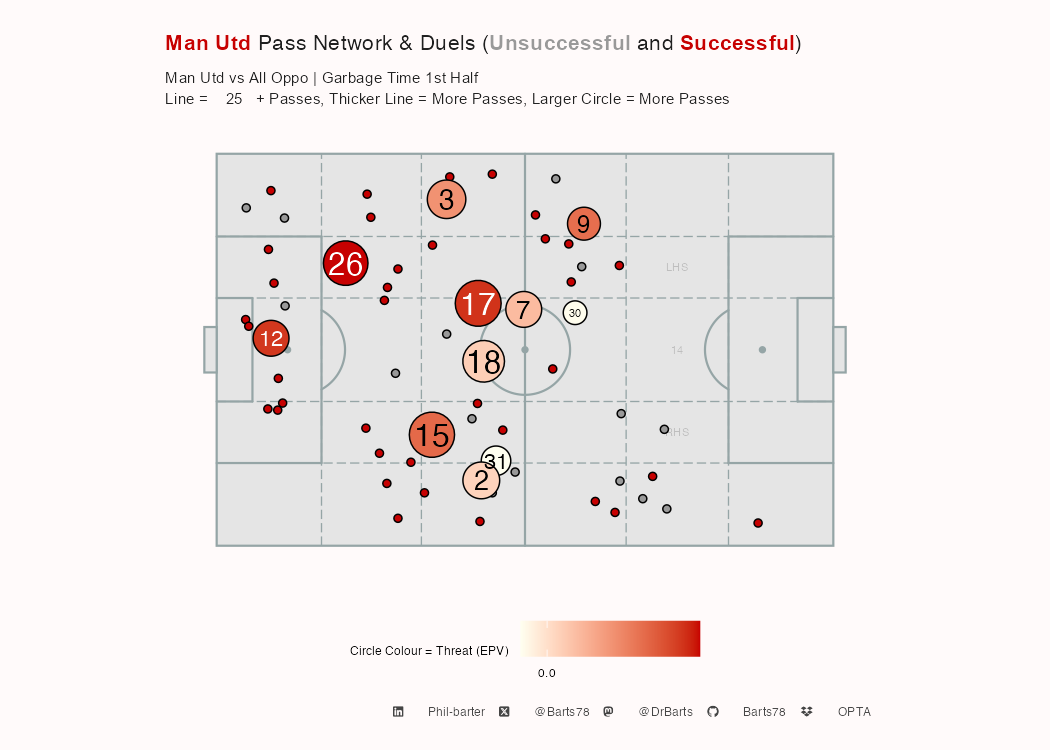 Man Utd Pass Network & Duels (Unsuccessful and Successful)
Man Utd vs All Oppo | Garbage Time 1st Half
Line = 25 + Passes, Thicker Line = More Passes, Larger Circle = More Passes
3
9
26
LHS
17
7
30
12
14
18
15
RHS
31
2
Circle Colour = Threat (EPV)
0.0
Phil-barter @Barts78 @DrBarts Barts78 OPTA